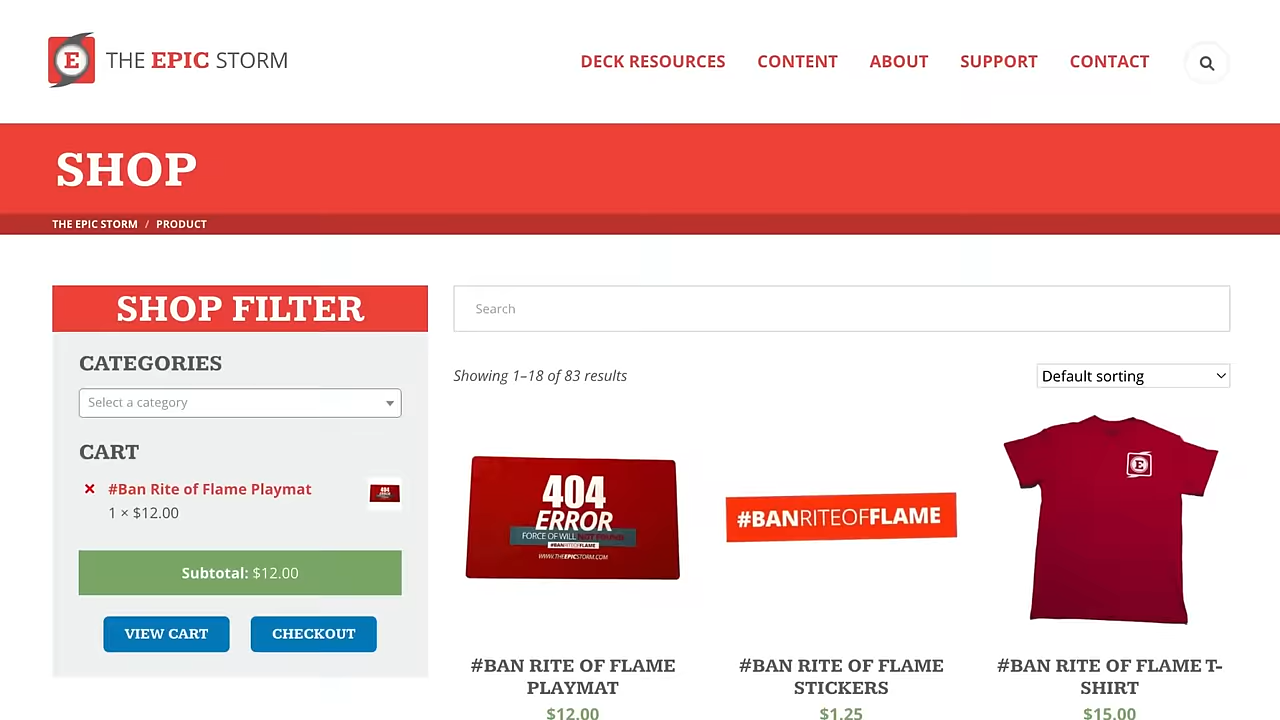 E THE EPIC STORM
DECK RESOURCES CONTENT ABOUT SUPPORT CONTACT
SHOP
THE EPIC STORM / PRODUCT
SHOP FILTER
CATEGORIES
Select a category
CART
× #Ban Rite of Flame Playmat
1 × $12.00
404
Subtotal: $12.00
VIEW CART CHECKOUT
Search
Showing 1–18 of 83 results
Default sorting
404
ERROR
FORCE OF WILL NOT FOUND
#BANRITEOFFLAME
WWW.THEEPICSTORM.COM
#BAN RITE OF FLAME
PLAYMAT
$12.00
#BANRITEOFFLAME
#BAN RITE OF FLAME
STICKERS
$1.25
E
#BAN RITE OF FLAME T-
SHIRT
$15.00